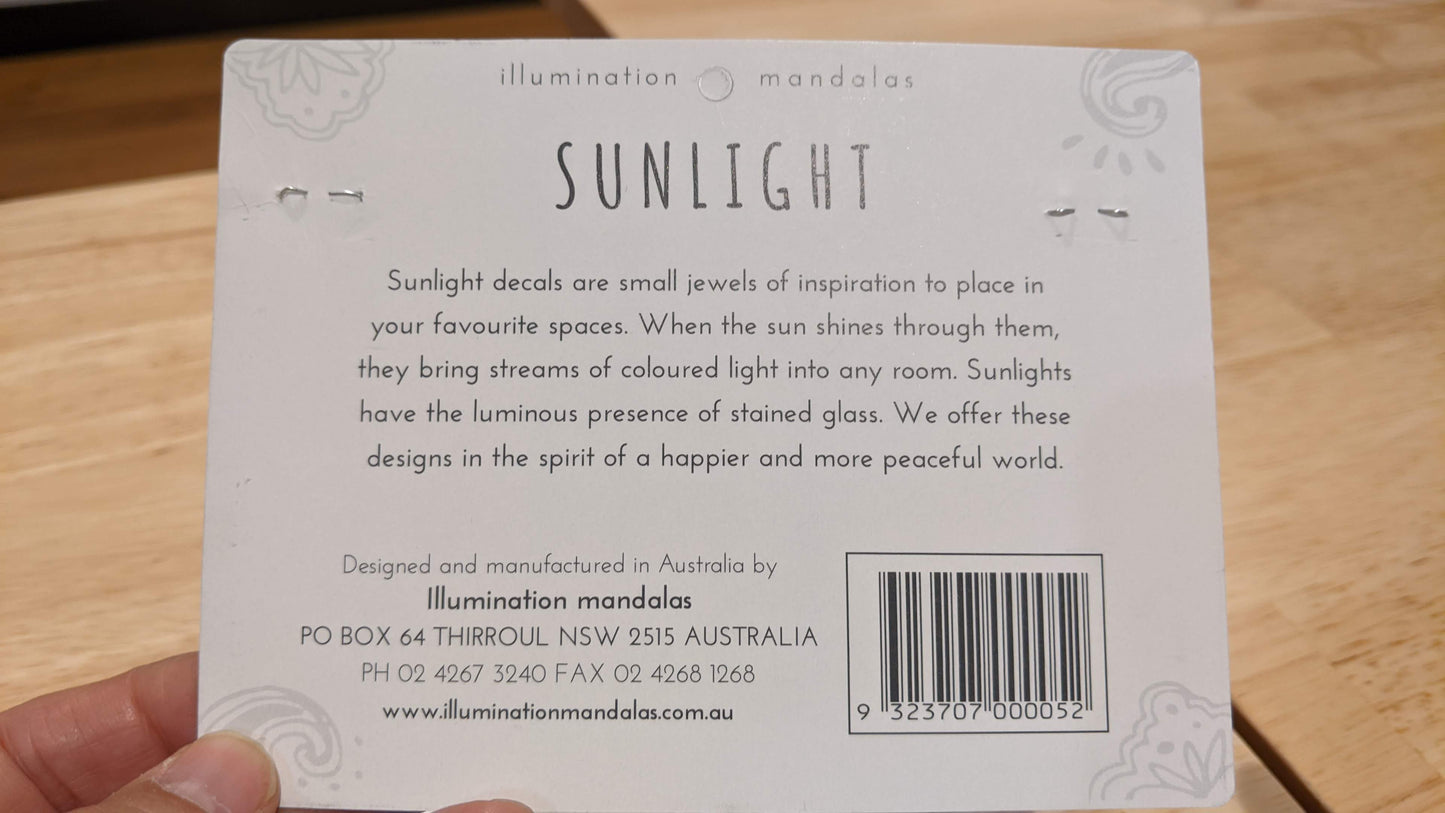 illumination mandalas
SUNLIGHT
Sunlight decals are small jewels of inspiration to place in
your favourite spaces. When the sun shines through them,
they bring streams of coloured light into any room. Sunlights
have the luminous presence of stained glass. We offer these
designs in the spirit of a happier and more peaceful world.
Designed and manufactured in Australia by
Illumination mandalas
PO BOX 64 THIRROUL NSW 2515 AUSTRALIA
PH 02 4267 3240 FAX 02 4268 1268
www.illuminationmandalas.com.au
9 323707 000052